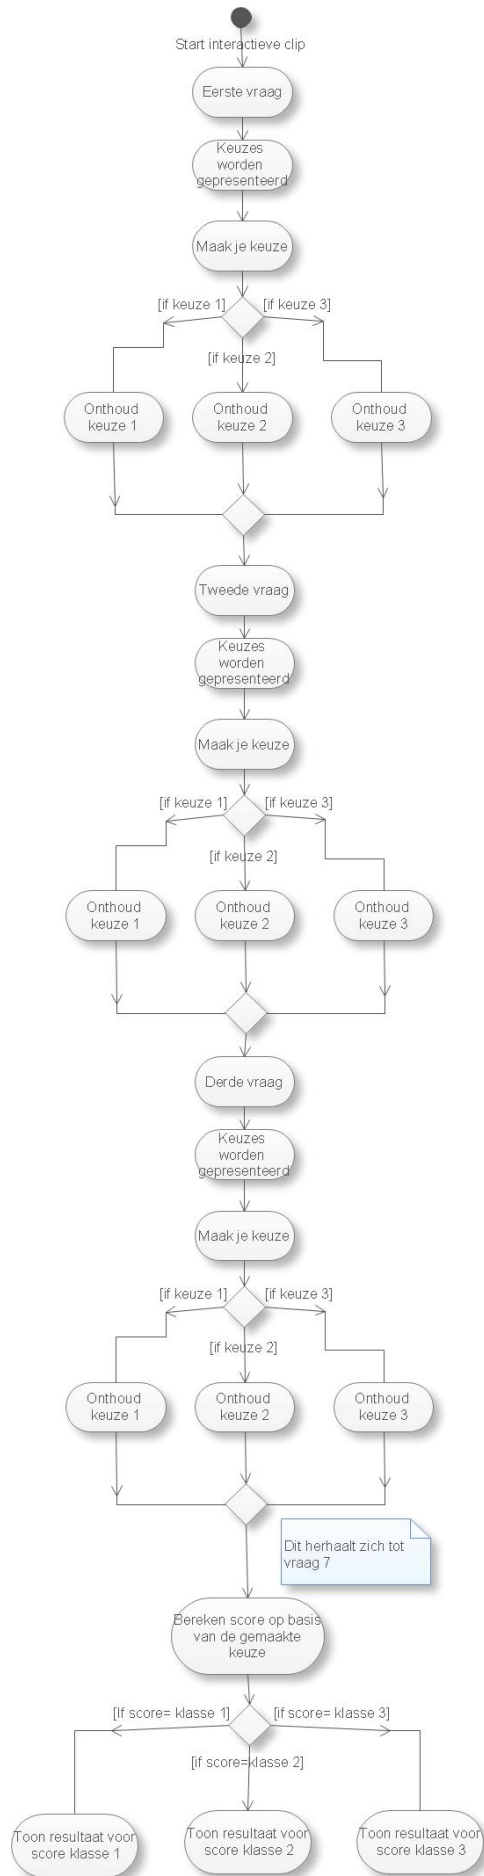 Start interactieve clip
Eerste vraag
Keuzes
worden
gepresenteerd
Maak je keuze
[if keuze 1]
[if keuze 3]
[if keuze 2]
Onthoud
keuze 1
Onthoud
keuze 2
Onthoud
keuze 3
Tweede vraag
Keuzes
worden
gepresenteerd
Maak je keuze
[if keuze 1]
[if keuze 3]
[if keuze 2]
Onthoud
keuze 1
Onthoud
keuze 2
Onthoud
keuze 3
Derde vraag
Keuzes
worden
gepresenteerd
Maak je keuze
[if keuze 1]
[if keuze 3]
[if keuze 2]
Onthoud
keuze 1
Onthoud
keuze 2
Onthoud
keuze 3
Dit herhaalt zich tot
vraag 7
Bereken score op basis
van de gemaakte
keuze
[If score= klasse 1]
[if score= klasse 3]
[if score=klasse 2]
Toon resultaat voor
score klasse 1
Toon resultaat voor
score klasse 2
Toon resultaat voor
score klasse 3